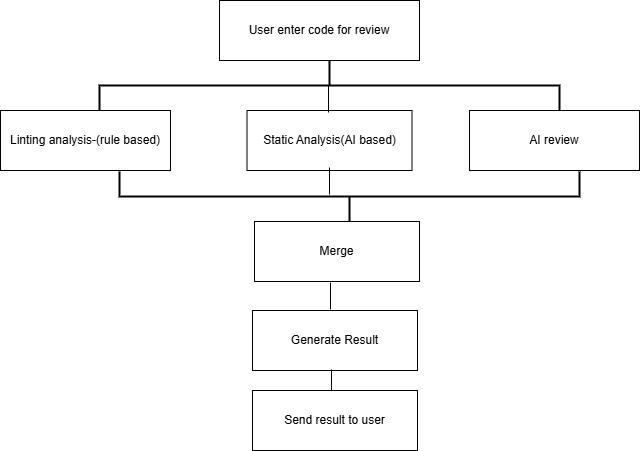 User enter code for review
Linting analysis-(rule based)
Static Analysis(AI based)
AI review
Merge
Generate Result
Send result to user